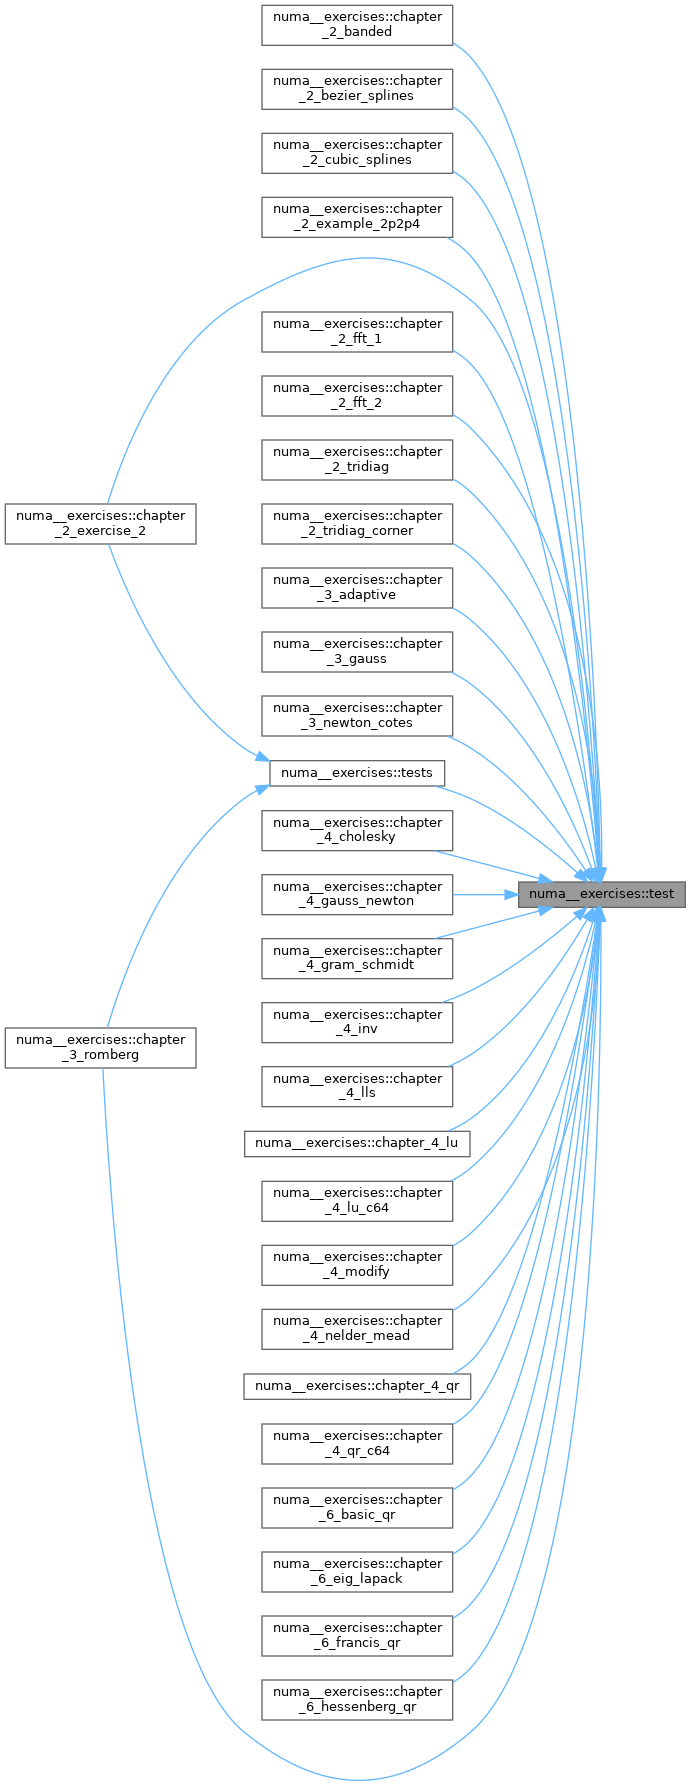 numa__exercises::chapter
_2_banded
numa__exercises::chapter
_2_bezier_splines
numa__exercises::chapter
_2_cubic_splines
numa__exercises::chapter
_2_example_2p2p4
numa__exercises::chapter
_2_fft_1
numa__exercises::chapter
_2_fft_2
numa__exercises::chapter
_2_tridiag
numa__exercises::chapter
_2_exercise_2
numa__exercises::chapter
_2_tridiag_corner
numa__exercises::chapter
_3_adaptive
numa__exercises::chapter
_3_gauss
numa__exercises::chapter
_3_newton_cotes
numa__exercises::tests
numa__exercises::chapter
_4_cholesky
numa__exercises::chapter
_4_gauss_newton
numa__exercises::test
numa__exercises::chapter
_4_gram_schmidt
numa__exercises::chapter
_4_inv
numa__exercises::chapter
_3_romberg
numa__exercises::chapter
_4_lls
numa__exercises::chapter_4_lu
numa__exercises::chapter
_4_lu_c64
numa__exercises::chapter
_4_modify
numa__exercises::chapter
_4_nelder_mead
numa__exercises::chapter_4_qr
numa__exercises::chapter
_4_qr_c64
numa__exercises::chapter
_6_basic_qr
numa__exercises::chapter
_6_eig_lapack
numa__exercises::chapter
_6_francis_qr
numa__exercises::chapter
_6_hessenberg_qr